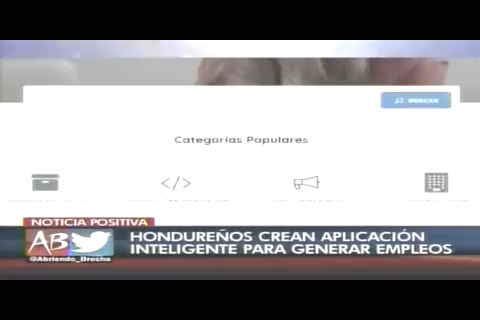 BUSCAR
Categorías Populares
NOTICIA POSITIVA
AB
HONDUREÑOS CREAN APLICACIÓN
INTELIGENTE PARA GENERAR EMPLEOS
@Abriendo_Brecha